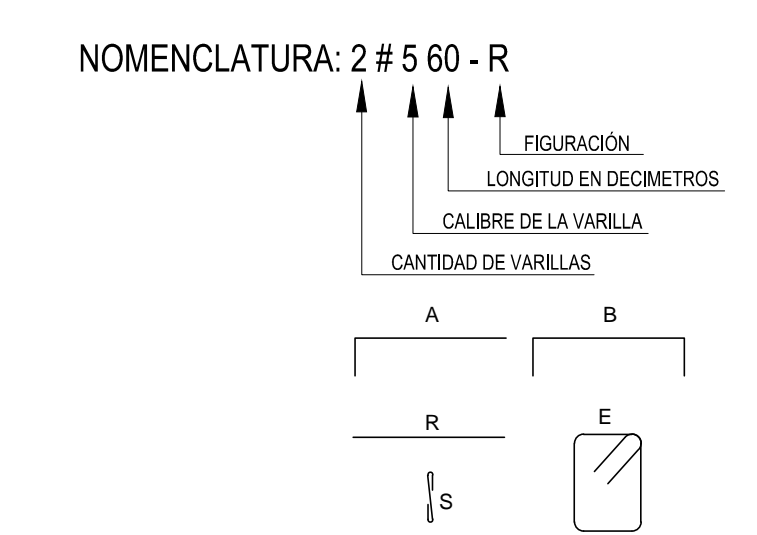 NOMENCLATURA: 2 # 5 60 - R
FIGURACIÓN
LONGITUD EN DECIMETROS
CALIBRE DE LA VARILLA
CANTIDAD DE VARILLAS
A
B
R
E
S